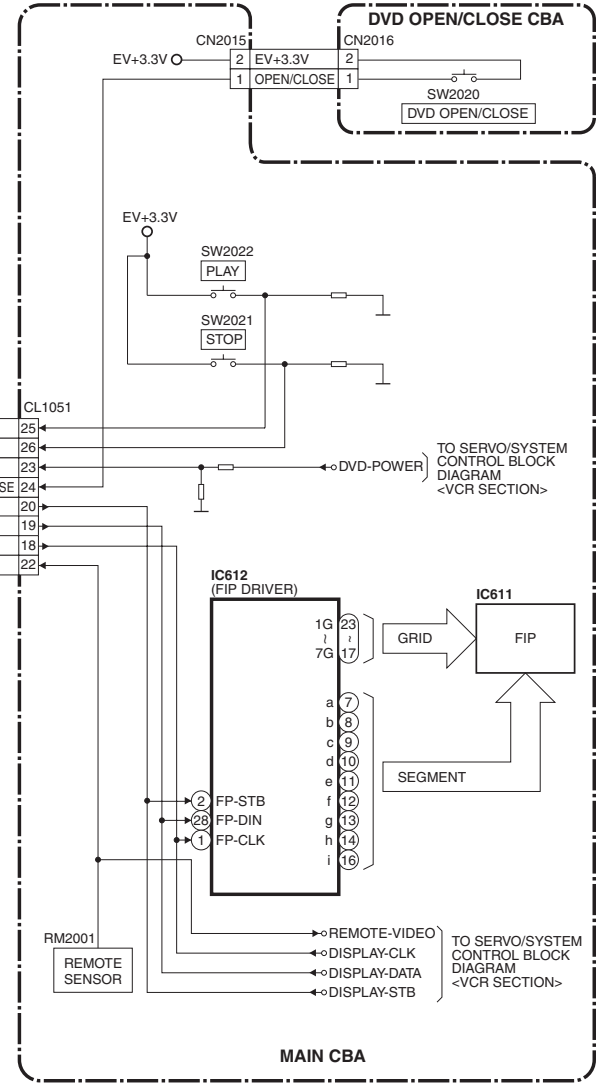 DVD OPEN/CLOSE CBA
CN2015
CN2016
EV+3.3V
2 EV+3.3V 2
1 OPEN/CLOSE 1
SW2020
DVD OPEN/CLOSE
EV+3.3V
SW2022
PLAY
SW2021
STOP
CL1051
25
26
23
SE 24
20
19
18
22
DVD-POWER
TO SERVO/SYSTEM
CONTROL BLOCK
DIAGRAM
<VCR SECTION>
IC612
(FIP DRIVER)
1G 23
~ ~
7G 17
GRID
IC611
FIP
a 7
b 8
c 9
d 10
e 11
f 12
g 13
h 14
i 16
SEGMENT
2 FP-STB
28 FP-DIN
1 FP-CLK
RM2001
REMOTE
SENSOR
REMOTE-VIDEO
DISPLAY-CLK
DISPLAY-DATA
DISPLAY-STB
TO SERVO/SYSTEM
CONTROL BLOCK
DIAGRAM
<VCR SECTION>
MAIN CBA